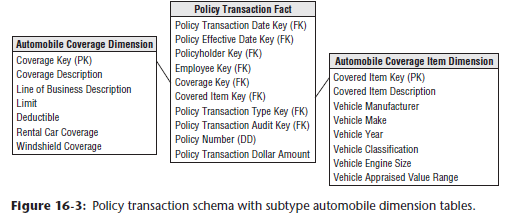 Policy Transaction Fact
Policy Transaction Date Key (FK)
Policy Effective Date Key (FK)
Policyholder Key (FK)
Employee Key (FK)
Coverage Key (FK)
Covered Item Key (FK)
Policy Transaction Type Key (FK)
Policy Transaction Audit Key (FK)
Policy Number (DD)
Policy Transaction Dollar Amount
Automobile Coverage Dimension
Coverage Key (PK)
Coverage Description
Line of Business Description
Limit
Deductible
Rental Car Coverage
Windshield Coverage
Automobile Coverage Item Dimension
Covered Item Key (PK)
Covered Item Description
Vehicle Manufacturer
Vehicle Make
Vehicle Year
Vehicle Classification
Vehicle Engine Size
Vehicle Appraised Value Range
Figure 16-3: Policy transaction schema with subtype automobile dimension tables.